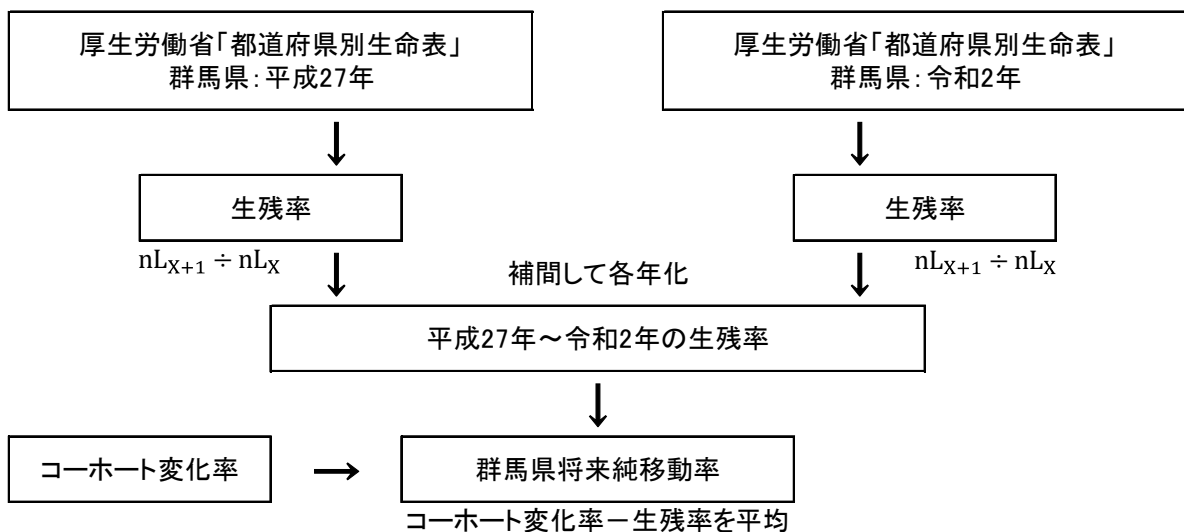 厚生労働省「都道府県別生命表」
群馬県：平成27年
厚生労働省「都道府県別生命表」
群馬県：令和2年
生残率
生残率
nLX+1 ÷ nLX
nLX+1 ÷ nLX
補間して各年化
平成27年～令和2年の生残率
コーホート変化率
群馬県将来純移動率
コーホート変化率－生残率を平均